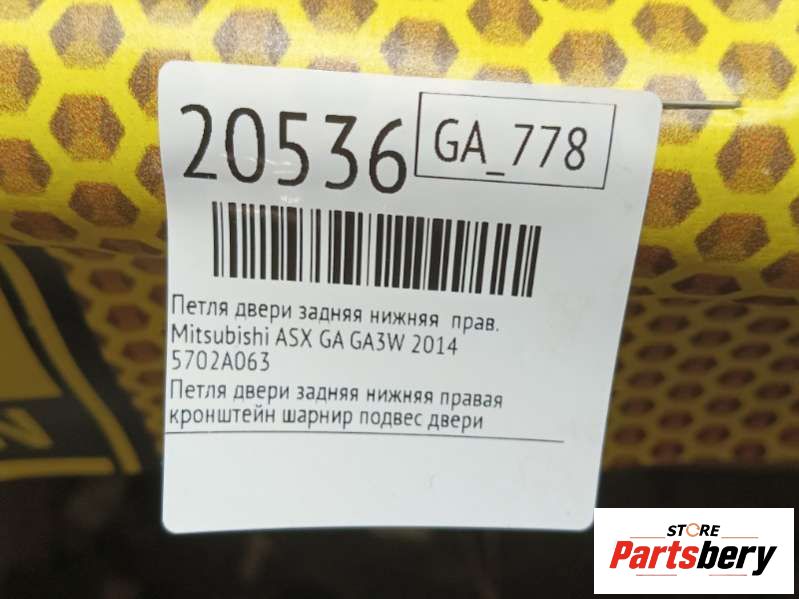 20536
GA_778
Петля двери задняя нижняя прав.
Mitsubishi ASX GA GA3W 2014
5702A063
Петля двери задняя нижняя правая
кронштейн шарнир подвес двери
STORE
Partsbery